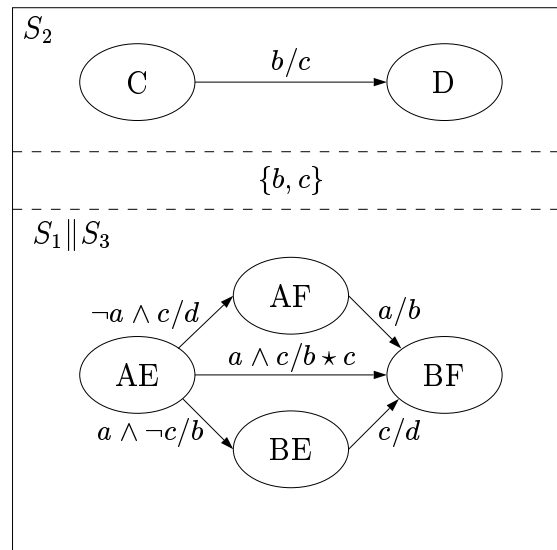 S₂
b/c
C D
{b, c}
S₁∥S₃
AF
¬a ∧ c/d a/b
a ∧ c/b ⋆ c
AE BF
a ∧ ¬c/b c/d
BE